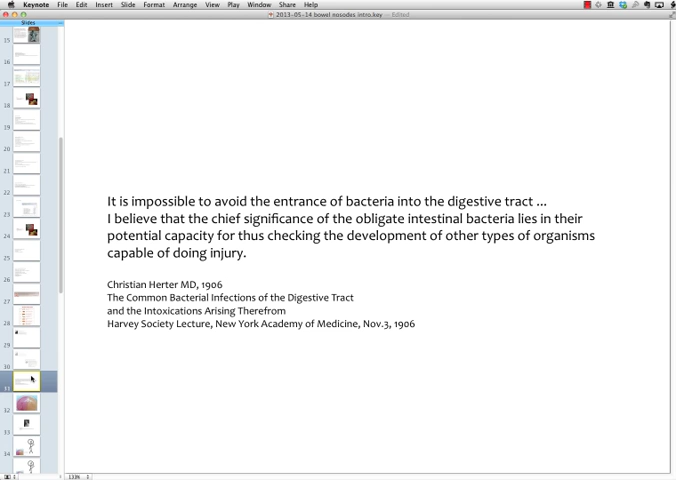 Keynote File Edit Insert Slide Format Arrange View Play Window Share Help
2013-05-14 bowel nosodes intro.key — Edited
Slides
15
16
17
18
19
20
21
22
23
24
25
26
27
28
29
30
31
32
33
34
It is impossible to avoid the entrance of bacteria into the digestive tract ...
I believe that the chief significance of the obligate intestinal bacteria lies in their
potential capacity for thus checking the development of other types of organisms
capable of doing injury.
Christian Herter MD, 1906
The Common Bacterial Infections of the Digestive Tract
and the Intoxications Arising Therefrom
Harvey Society Lecture, New York Academy of Medicine, Nov.3, 1906
133%